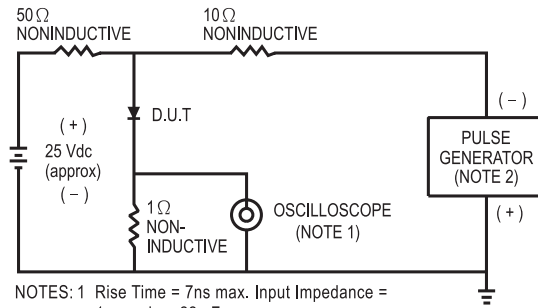 50Ω
NONINDUCTIVE
10Ω
NONINDUCTIVE
D.U.T
(+)
25 Vdc
(approx)
(−)
1Ω
NON-
INDUCTIVE
OSCILLOSCOPE
(NOTE 1)
(−)
PULSE
GENERATOR
(NOTE 2)
(+)
NOTES: 1 Rise Time = 7ns max. Input Impedance =